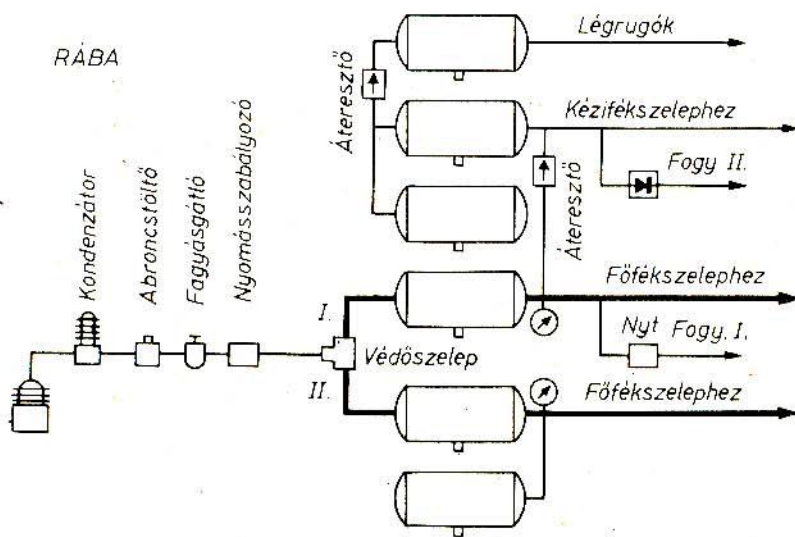 RÁBA
Légrugók
Áteresztő
Kézifékszelephez
Fogy II.
Áteresztő
Kondenzátor
Abroncstöltő
Fagyásgátló
Nyomásszabályozó
I.
Főfékszelephez
Nyt Fogy. I.
Védőszelep
II.
Főfékszelephez